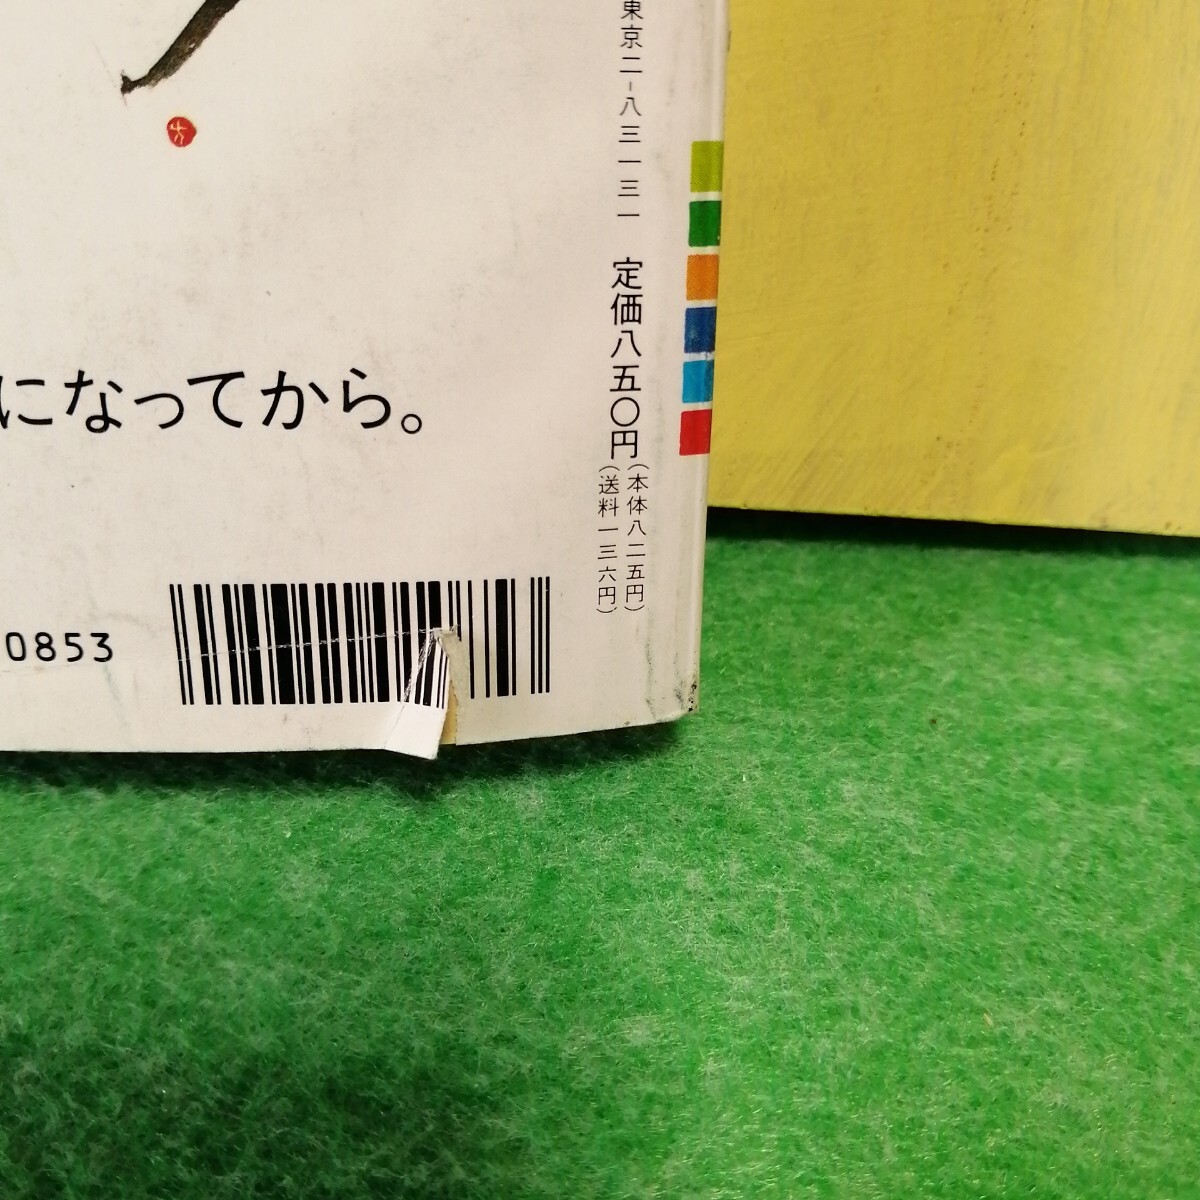 東京二-八三一三一
定価八五〇円
(本体八二五円)
(送料一三六円)
になってから。
0853